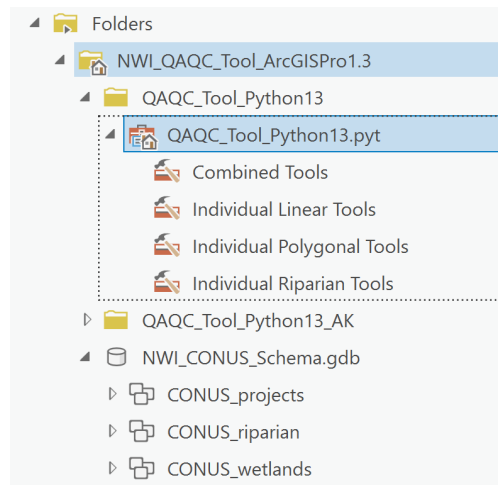 Folders
NWI_QAQC_Tool_ArcGISPro1.3
QAQC_Tool_Python13
QAQC_Tool_Python13.pyt
Combined Tools
Individual Linear Tools
Individual Polygonal Tools
Individual Riparian Tools
QAQC_Tool_Python13_AK
NWI_CONUS_Schema.gdb
CONUS_projects
CONUS_riparian
CONUS_wetlands